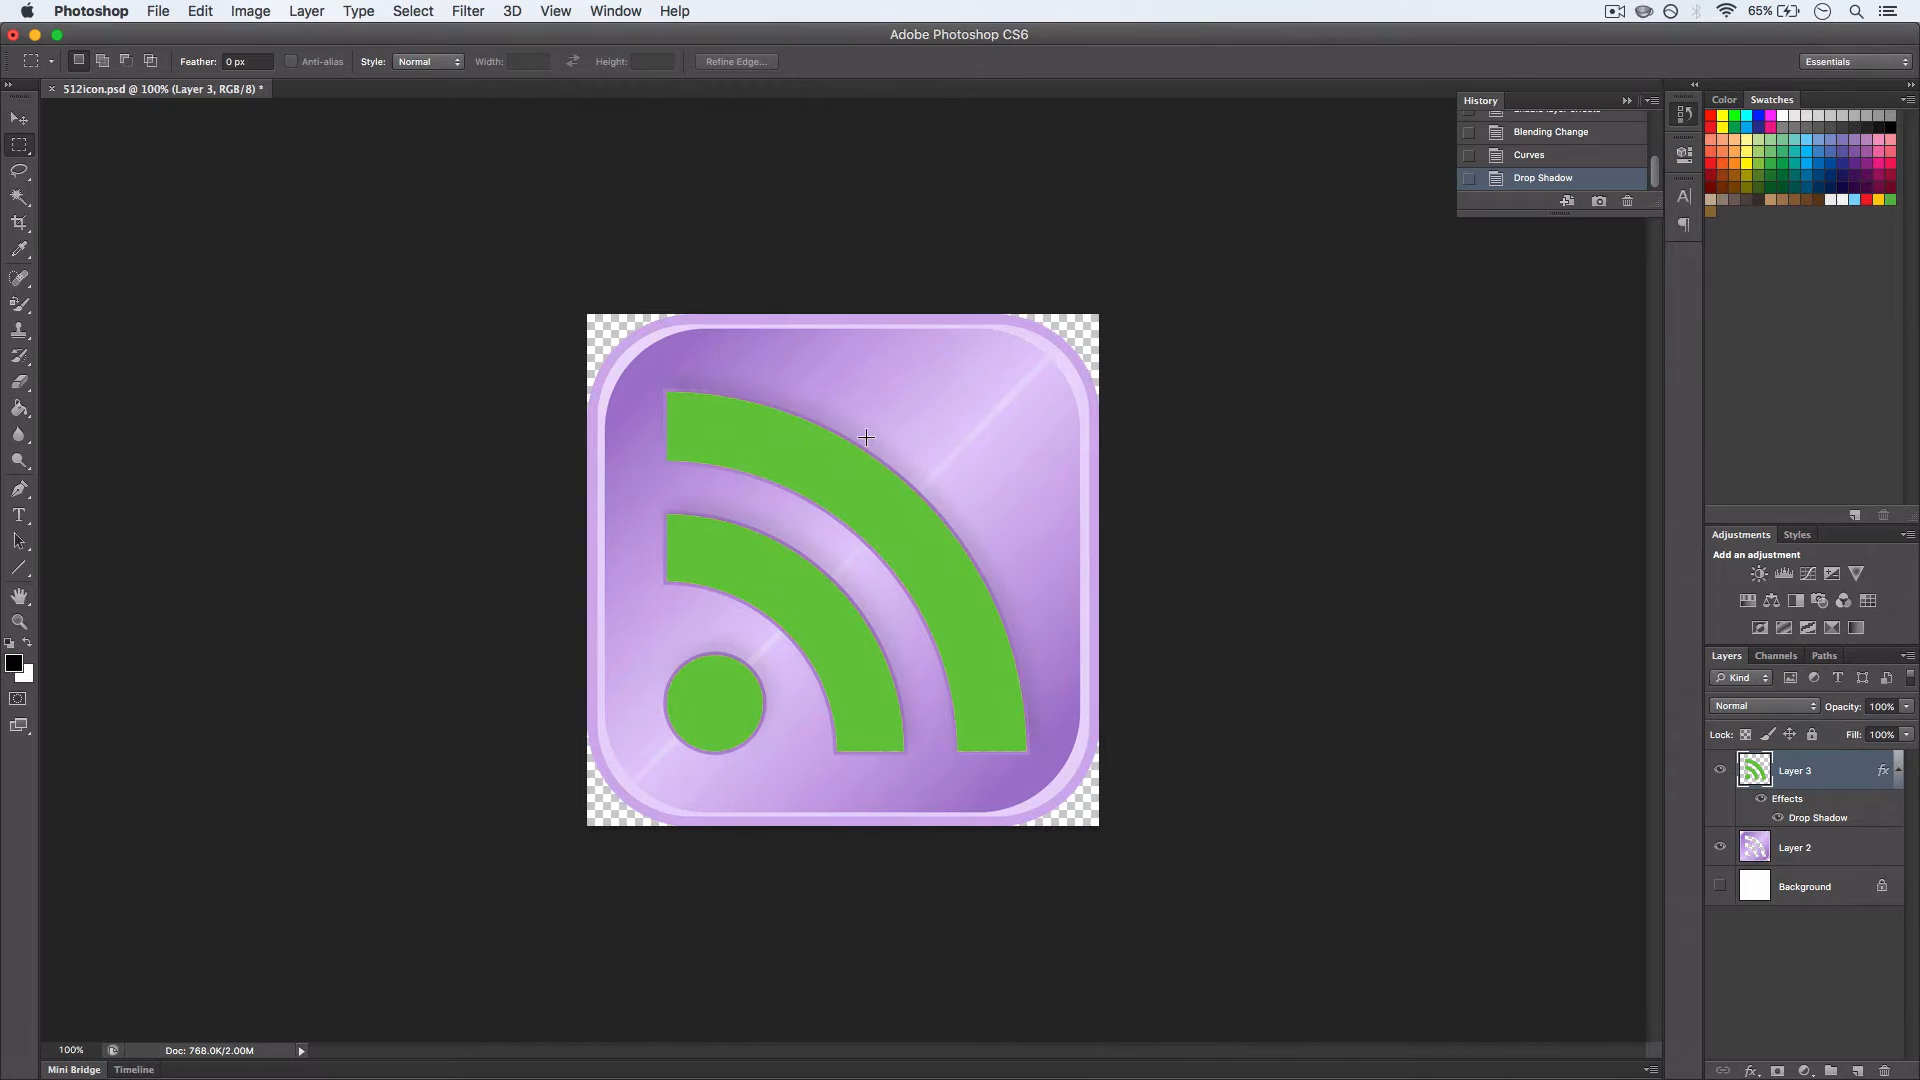 Photoshop File Edit Image Layer Type Select Filter 3D View Window Help 65%
Adobe Photoshop CS6
Feather: 0 px Anti-alias Style: Normal Width: Height: Refine Edge... Essentials
512icon.psd @ 100% (Layer 3, RGB/8) *
History
Blending Change
Curves
Drop Shadow
Color Swatches
Adjustments Styles
Add an adjustment
Layers Channels Paths
Kind
Normal Opacity: 100%
Lock: Fill: 100%
Layer 3 fx
Effects
Drop Shadow
Layer 2
Background
100% Doc: 768.0K/2.00M
Mini Bridge Timeline